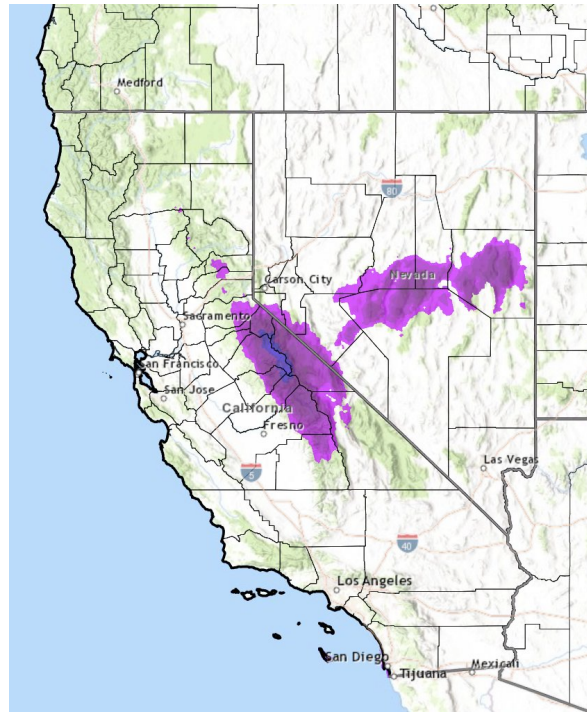 Medford
80
Nevada
Carson City
Sacramento
San Francisco
San Jose
California
Fresno
5
Las Vegas
40
Los Angeles
San Diego
Tijuana
Mexicali